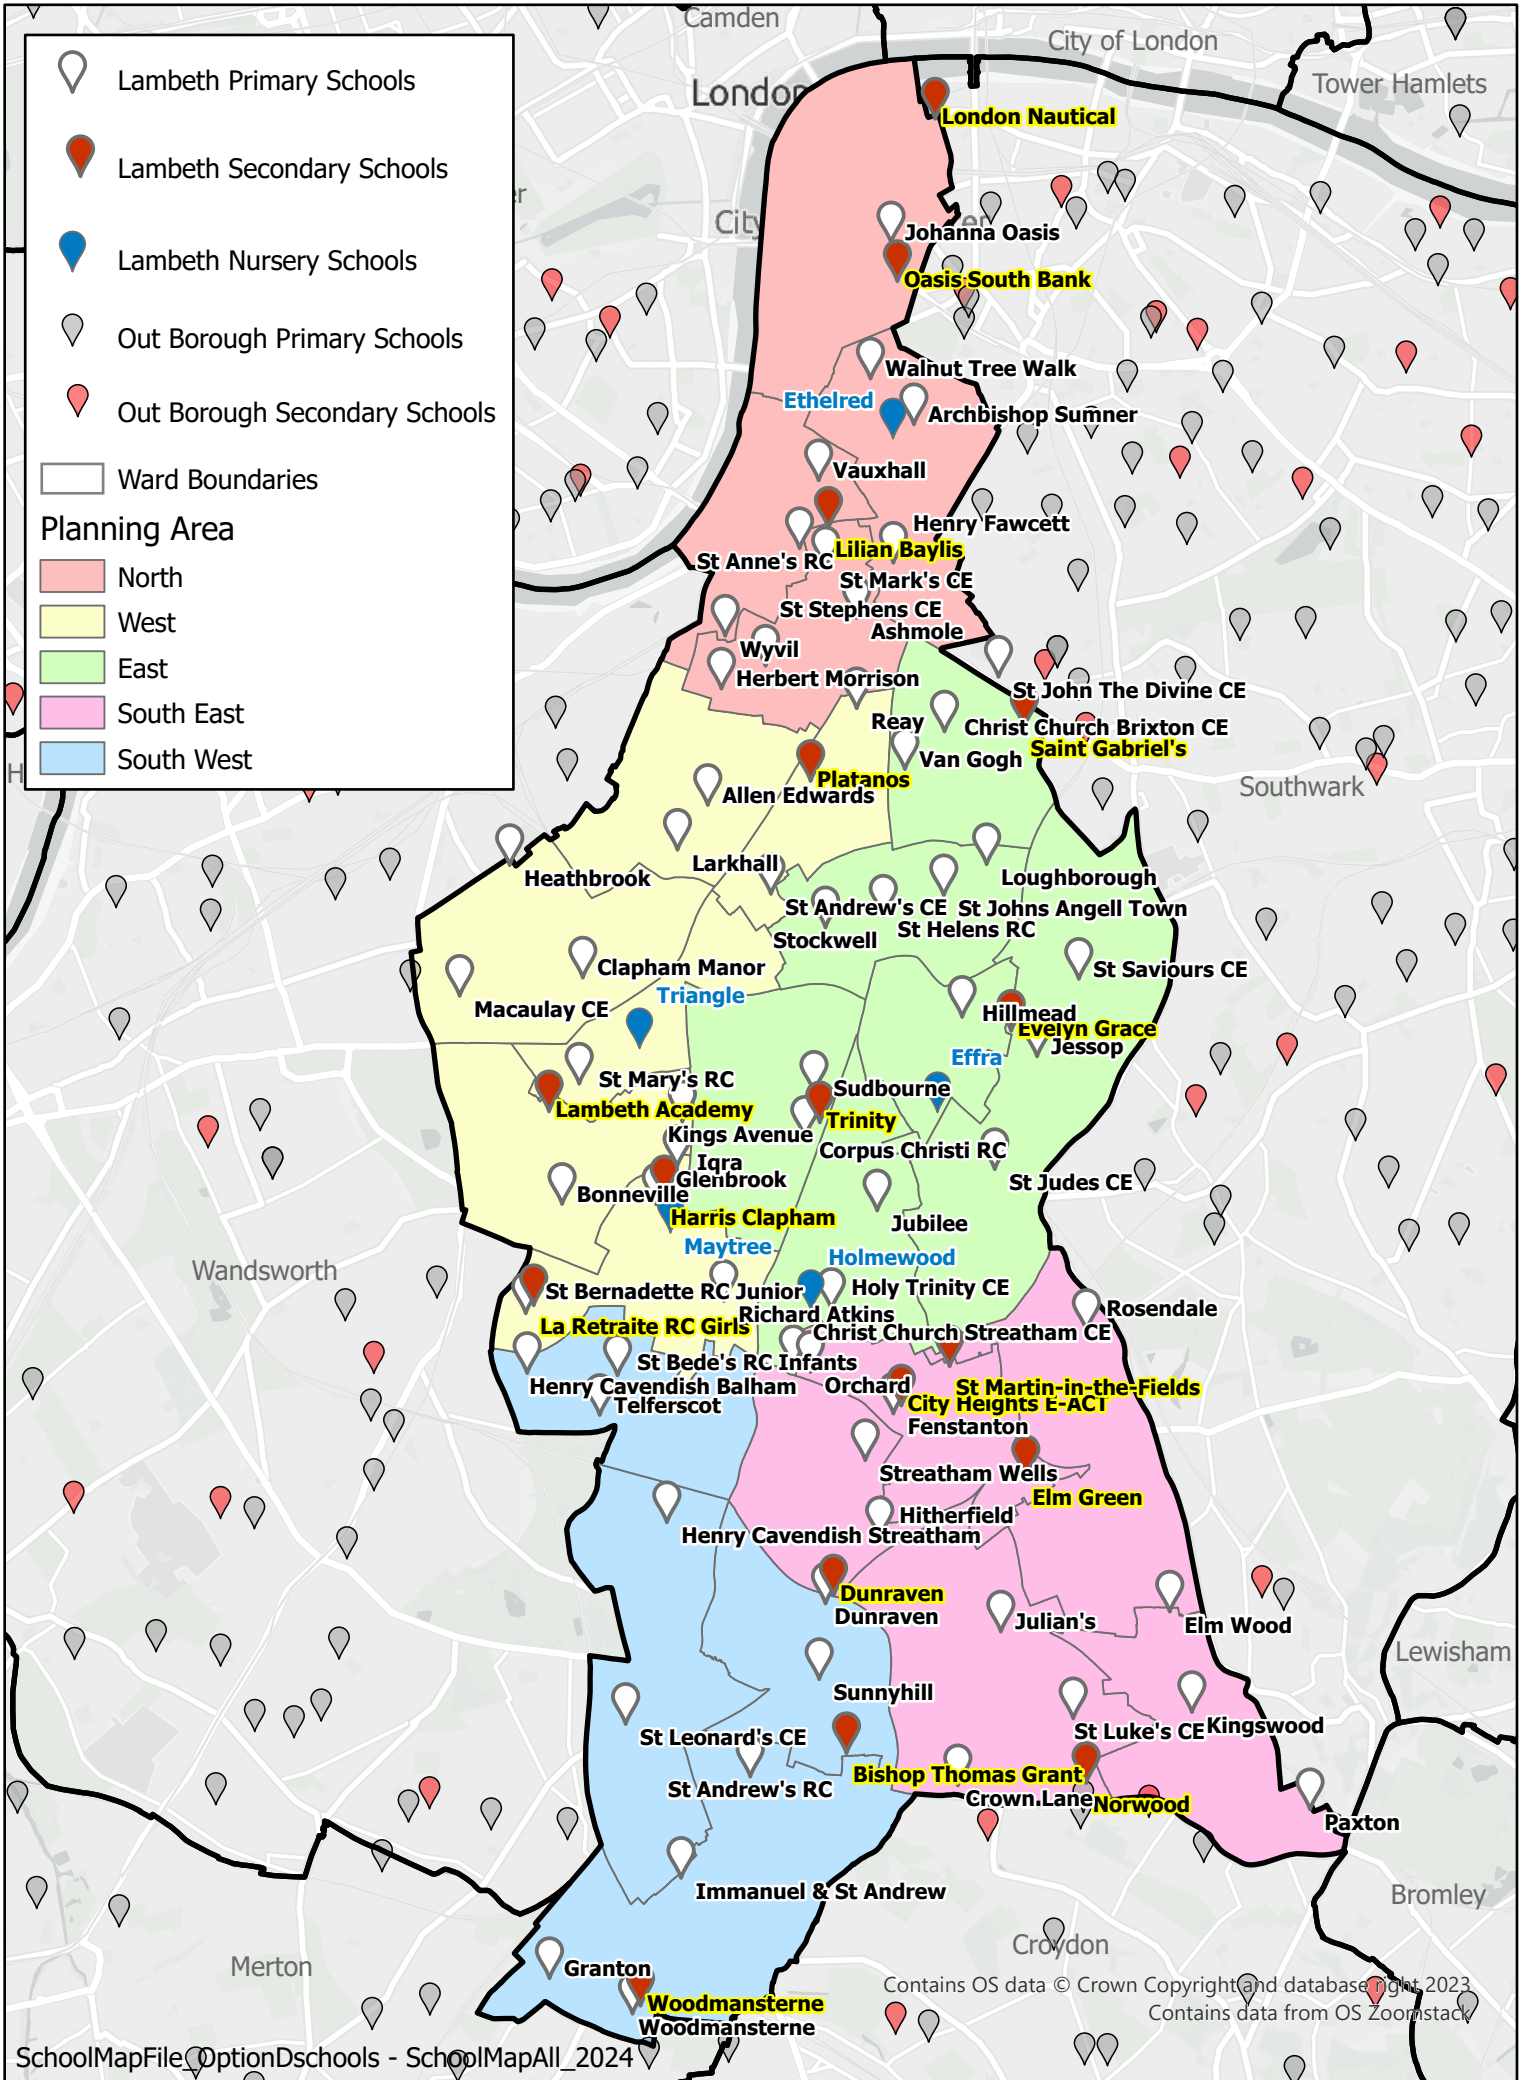 Camden
City of London
Tower Hamlets
London
Lambeth Primary Schools
Lambeth Secondary Schools
Lambeth Nursery Schools
Out Borough Primary Schools
Out Borough Secondary Schools
Ward Boundaries
Planning Area
North
West
East
South East
South West
London Nautical
City
Johanna Oasis
Oasis South Bank
Walnut Tree Walk
Ethelred
Archbishop Sumner
Vauxhall
Henry Fawcett
Lilian Baylis
St Anne's RC
St Mark's CE
St Stephens CE
Ashmole
Wyvil
Herbert Morrison
St John The Divine CE
Reay
Christ Church Brixton CE
Saint Gabriel's
Van Gogh
Platanos
Allen Edwards
Southwark
Larkhall
Heathbrook
Loughborough
St Andrew's CE
St Johns Angell Town
St Helens RC
Stockwell
Clapham Manor
St Saviours CE
Triangle
Macaulay CE
Hillmead
Evelyn Grace
Jessop
Effra
St Mary's RC
Sudbourne
Lambeth Academy
Trinity
Kings Avenue
Corpus Christi RC
Iqra
Glenbrook
St Judes CE
Bonneville
Harris Clapham
Jubilee
Maytree
Holmewood
Wandsworth
St Bernadette RC Junior
Holy Trinity CE
Rosendale
Richard Atkins
La Retraite RC Girls
Christ Church Streatham CE
St Bede's RC Infants
Henry Cavendish Balham
Orchard
St Martin-in-the-Fields
Telferscot
City Heights E-ACT
Fenstanton
Streatham Wells
Elm Green
Hitherfield
Henry Cavendish Streatham
Dunraven
Dunraven
Julian's
Elm Wood
Lewisham
Sunnyhill
St Luke's CE
Kingswood
St Leonard's CE
Bishop Thomas Grant
St Andrew's RC
Crown Lane
Norwood
Paxton
Immanuel & St Andrew
Bromley
Croydon
Merton
Granton
Woodmansterne
Woodmansterne
Contains OS data © Crown Copyright and database right 2023
Contains data from OS Zoomstack
SchoolMapFile_OptionDschools - SchoolMapAll_2024